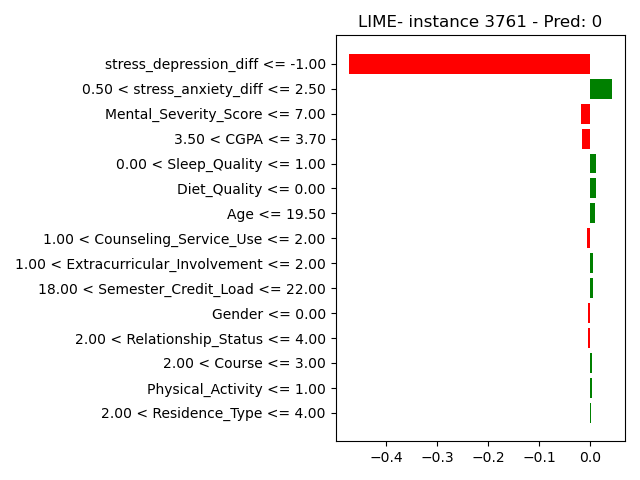 LIME- instance 3761 - Pred: 0
stress_depression_diff <= -1.00
0.50 < stress_anxiety_diff <= 2.50
Mental_Severity_Score <= 7.00
3.50 < CGPA <= 3.70
0.00 < Sleep_Quality <= 1.00
Diet_Quality <= 0.00
Age <= 19.50
1.00 < Counseling_Service_Use <= 2.00
1.00 < Extracurricular_Involvement <= 2.00
18.00 < Semester_Credit_Load <= 22.00
Gender <= 0.00
2.00 < Relationship_Status <= 4.00
2.00 < Course <= 3.00
Physical_Activity <= 1.00
2.00 < Residence_Type <= 4.00
−0.4 −0.3 −0.2 −0.1 0.0